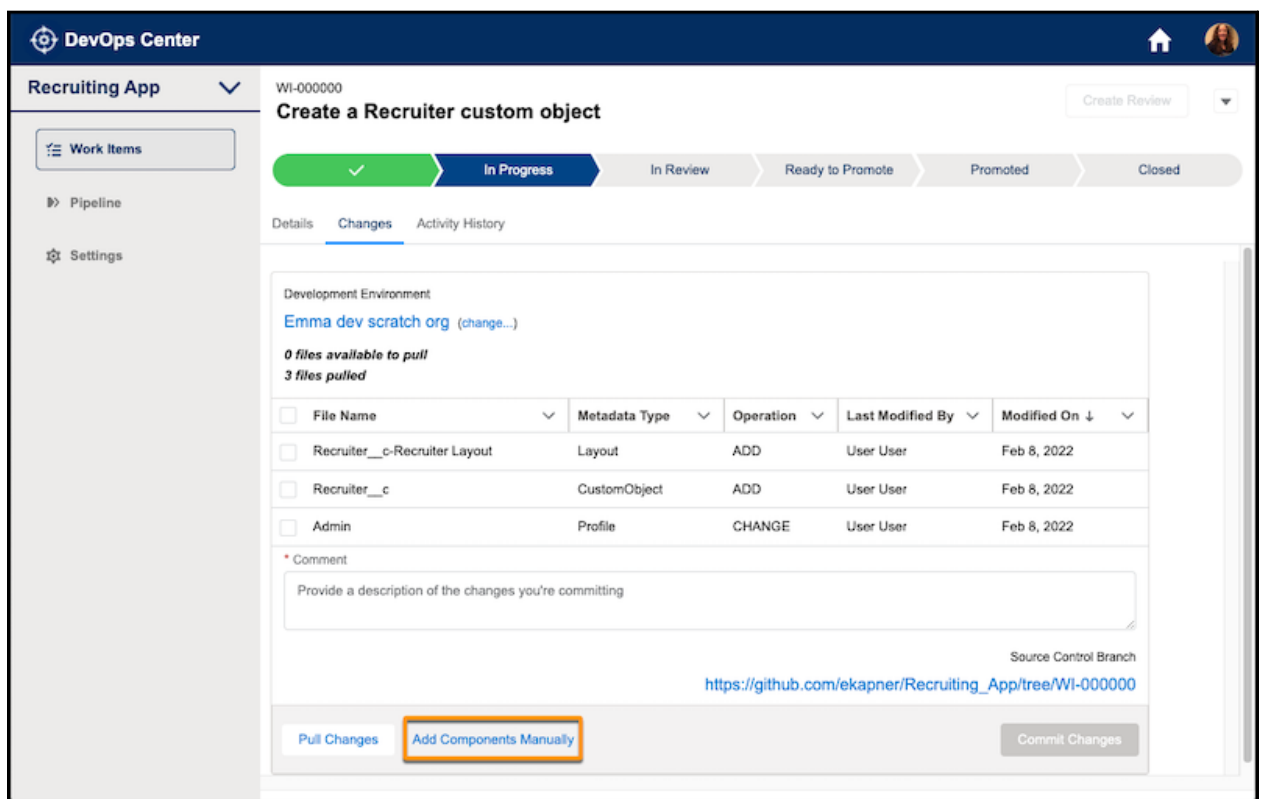 DevOps Center
Recruiting App
WI-000000
Create a Recruiter custom object
Create Review
Work Items
Pipeline
Settings
In Progress
In Review
Ready to Promote
Promoted
Closed
Details Changes Activity History
Development Environment
Emma dev scratch org (change...)
0 files available to pull
3 files pulled
File Name Metadata Type Operation Last Modified By Modified On ↓
Recruiter__c-Recruiter Layout Layout ADD User User Feb 8, 2022
Recruiter__c CustomObject ADD User User Feb 8, 2022
Admin Profile CHANGE User User Feb 8, 2022
* Comment
Provide a description of the changes you're committing
Source Control Branch
https://github.com/ekapner/Recruiting_App/tree/WI-000000
Pull Changes Add Components Manually Commit Changes